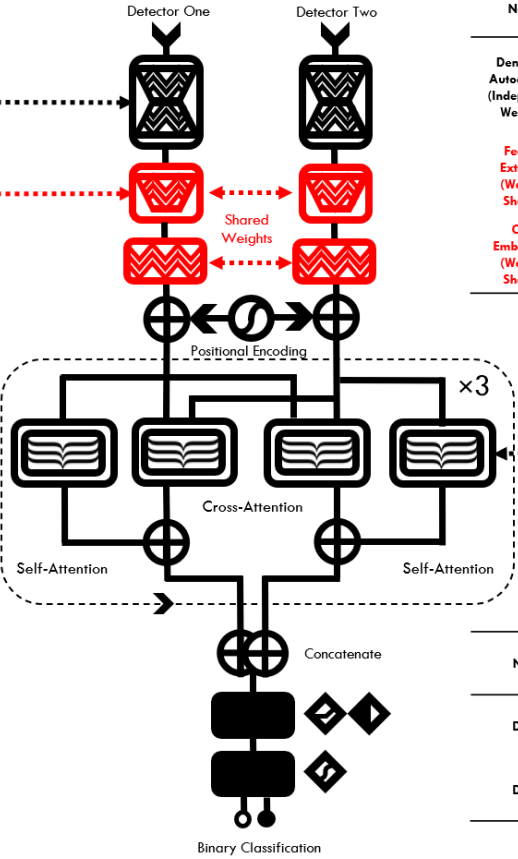 Detector One
Detector Two
Shared
Weights
Positional Encoding
×3
Cross-Attention
Self-Attention
Self-Attention
Concatenate
Binary Classification